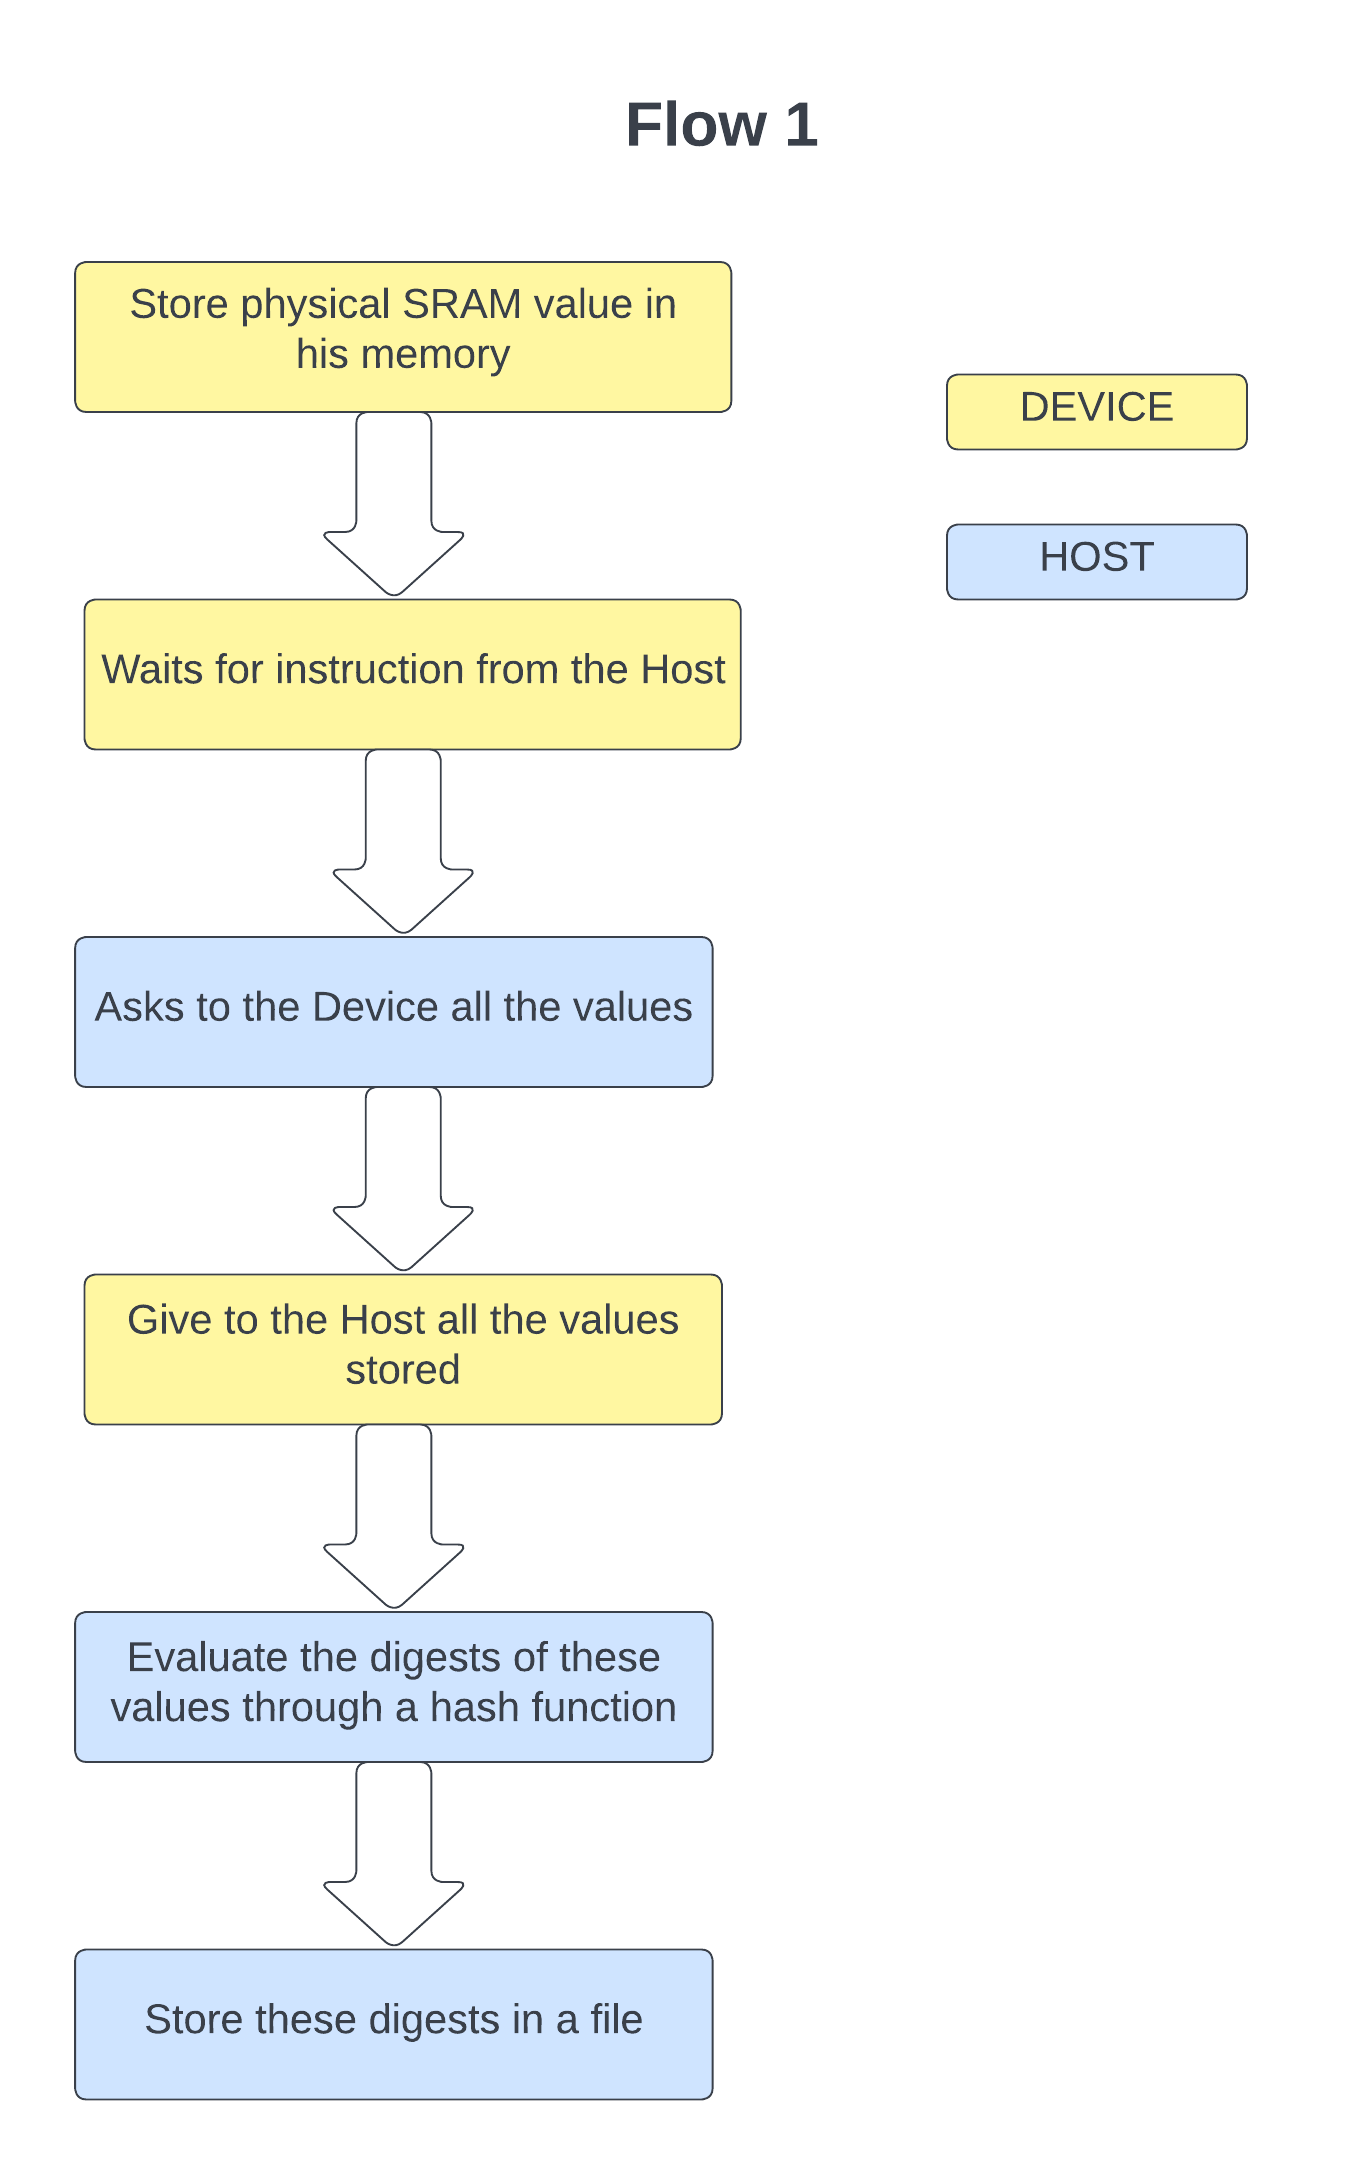 Flow 1
Store physical SRAM value in
his memory
DEVICE
HOST
Waits for instruction from the Host
Asks to the Device all the values
Give to the Host all the values
stored
Evaluate the digests of these
values through a hash function
Store these digests in a file